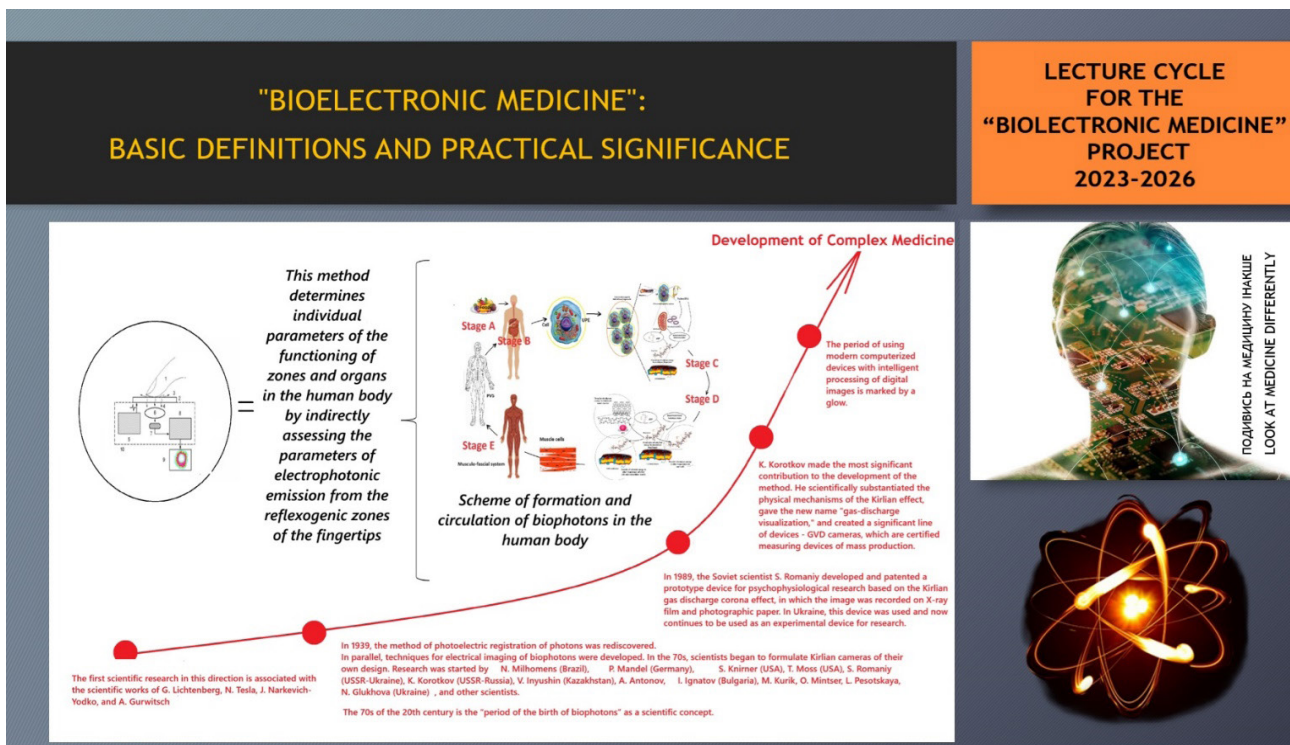 "BIOELECTRONIC MEDICINE":
BASIC DEFINITIONS AND PRACTICAL SIGNIFICANCE
LECTURE CYCLE
FOR THE
“BIOLECTRONIC MEDICINE”
PROJECT
2023-2026
Development of Complex Medicine
This
method
determines
individual
parameters of the
functioning of
zones and organs
in the human body
by indirectly
assessing the
parameters of
electrophotonic
emission from the
reflexogenic zones
of the fingertips
=
Stage A
Stage B
Cell
Stage C
Stage D
Stage E
Muscle cells
Muscle-fascial system
Scheme of formation and
circulation of biophotons in the
human body
The period of using
modern computerized
devices with intelligent
processing of digital
images is marked by a
glow.
K. Korotkov made the most significant
contribution to the development of the
method. He scientifically substantiated the
physical mechanisms of the Kirlian effect,
gave the new name "gas-discharge
visualization," and created a significant line
of devices - GVD cameras, which are certified
measuring devices of mass production.
In 1989, the Soviet scientist S. Romaniy developed and patented a
prototype device for psychophysiological research based on the Kirlian
gas discharge corona effect, in which the image was recorded on X-ray
film and photographic paper. In Ukraine, this device was used and now
continues to be used as an experimental device for research.
In 1939, the method of photoelectric registration of photons was rediscovered.
In parallel, techniques for electrical imaging of biophotons were developed. In the 70s, scientists began to formulate Kirlian cameras of their
own design. Research was started by N. Milhomens (Brazil), P. Mandel (Germany), S. Knirner (USA), T. Moss (USA), S. Romaniy
(USSR-Ukraine), K. Korotkov (USSR-Russia), V. Inyushin (Kazakhstan), A. Antonov, I. Ignatov (Bulgaria), M. Kurik, O. Mintser, L. Pesotskaya,
N. Glukhova (Ukraine) , and other scientists.
The 70s of the 20th century is the "period of the birth of biophotons" as a scientific concept.
The first scientific research in this direction is associated with
the scientific works of G. Lichtenberg, N. Tesla, J. Narkevich-
Yodko, and A. Gurwitsch
ПОДИВИСЬ НА МЕДИЦИНУ ІНАКШЕ
LOOK AT MEDICINE DIFFERENTLY